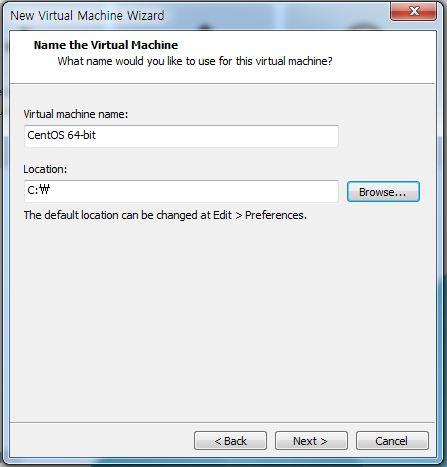 New Virtual Machine Wizard
Name the Virtual Machine
What name would you like to use for this virtual machine?
Virtual machine name:
CentOS 64-bit
Location:
C:₩
Browse...
The default location can be changed at Edit > Preferences.
< Back
Next >
Cancel